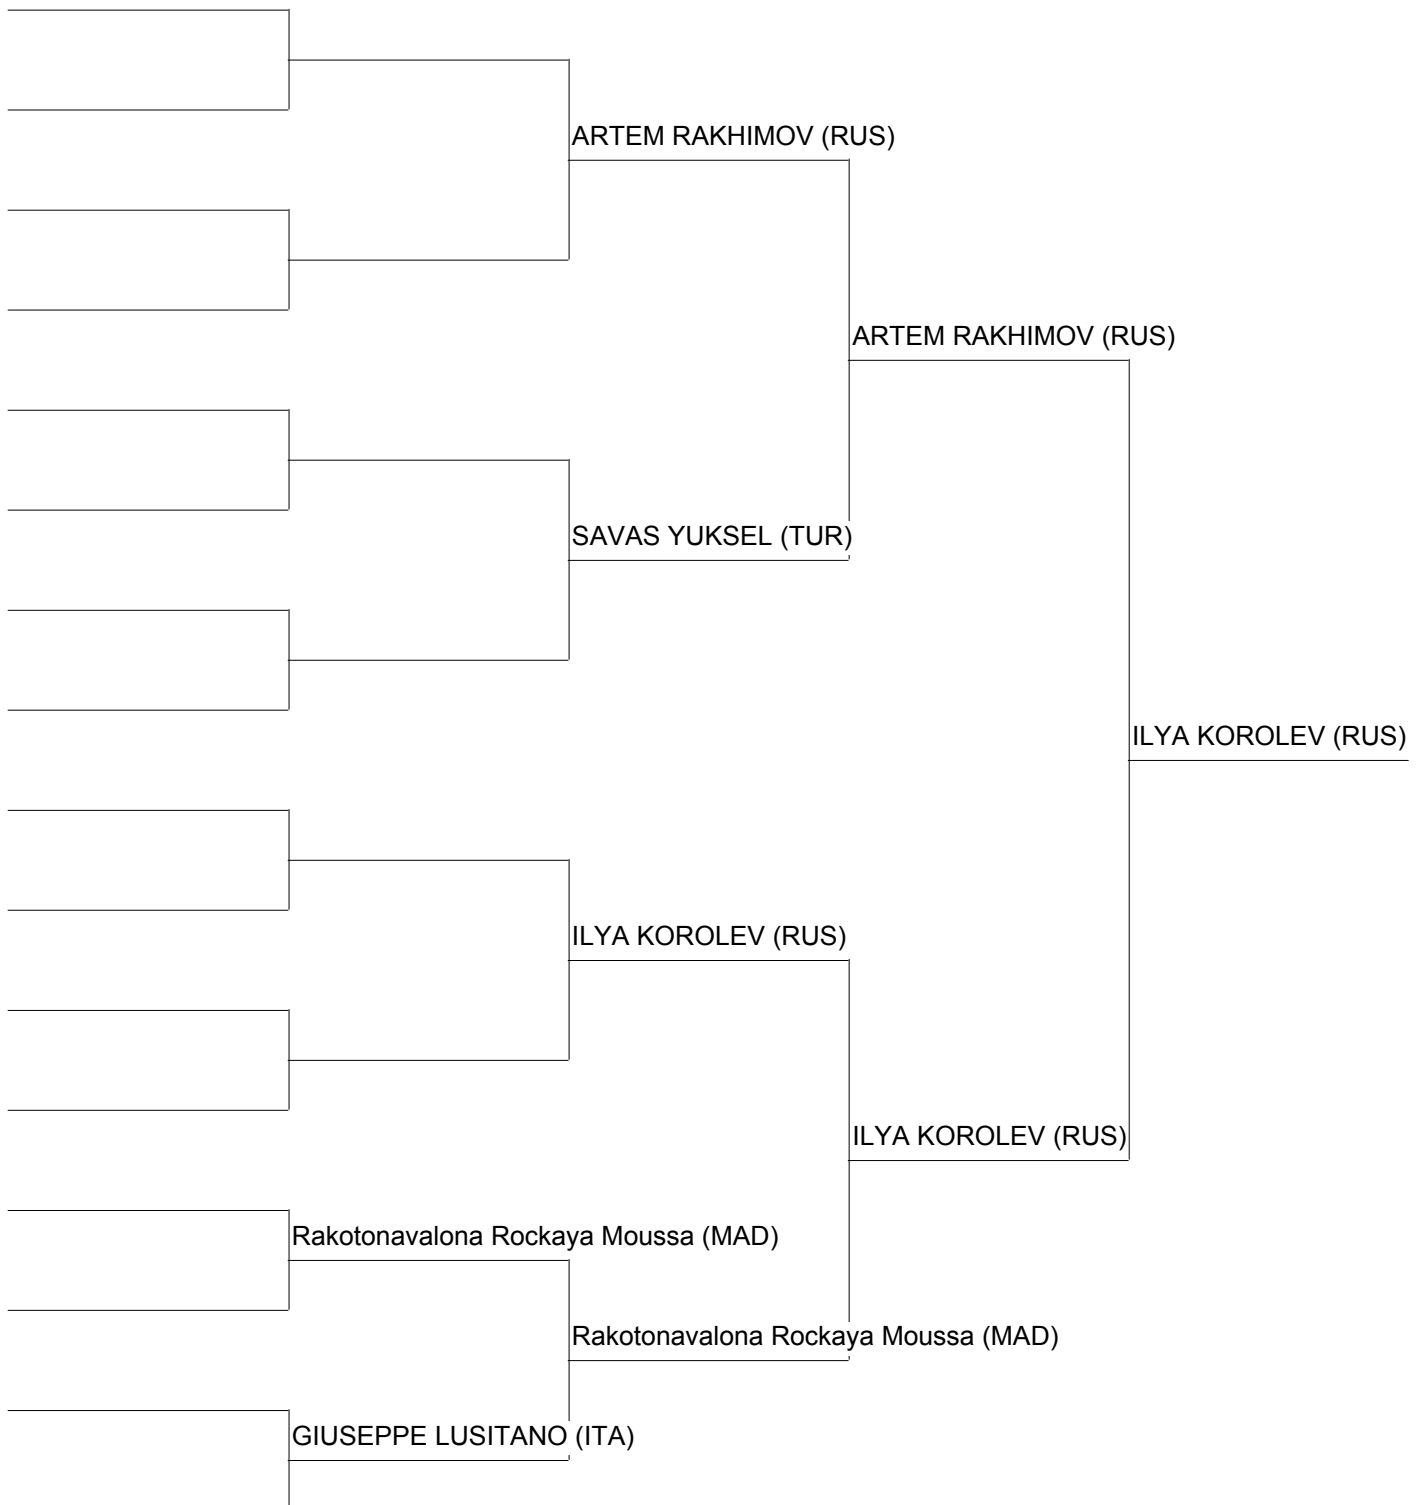 ARTEM RAKHIMOV (RUS)
ARTEM RAKHIMOV (RUS)
SAVAS YUKSEL (TUR)
ILYA KOROLEV (RUS)
ILYA KOROLEV (RUS)
ILYA KOROLEV (RUS)
Rakotonavalona Rockaya Moussa (MAD)
Rakotonavalona Rockaya Moussa (MAD)
GIUSEPPE LUSITANO (ITA)